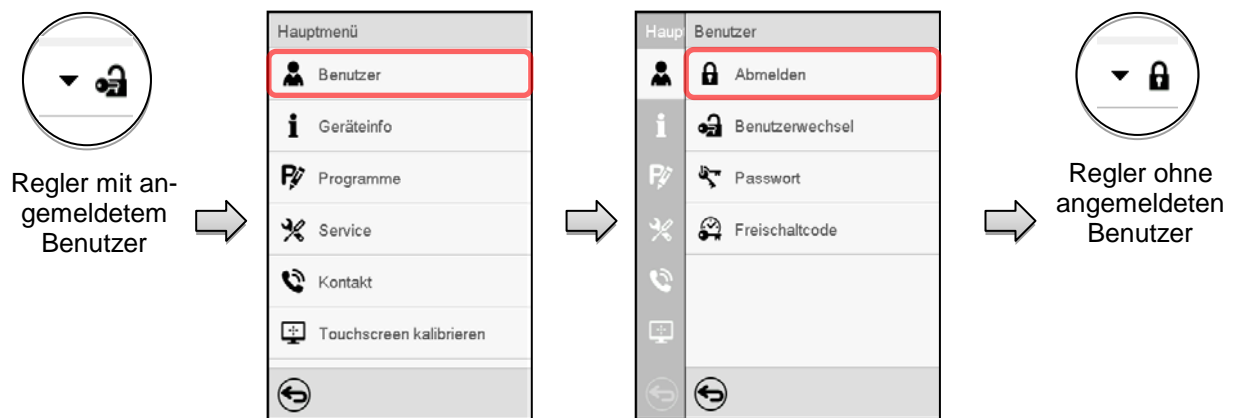 Regler mit an-
gemeldetem
Benutzer
Hauptmenü
Benutzer
Geräteinfo
Programme
Service
Kontakt
Touchscreen kalibrieren
Haup
Benutzer
Abmelden
Benutzerwechsel
Passwort
Freischaltcode
Regler ohne
angemeldeten
Benutzer